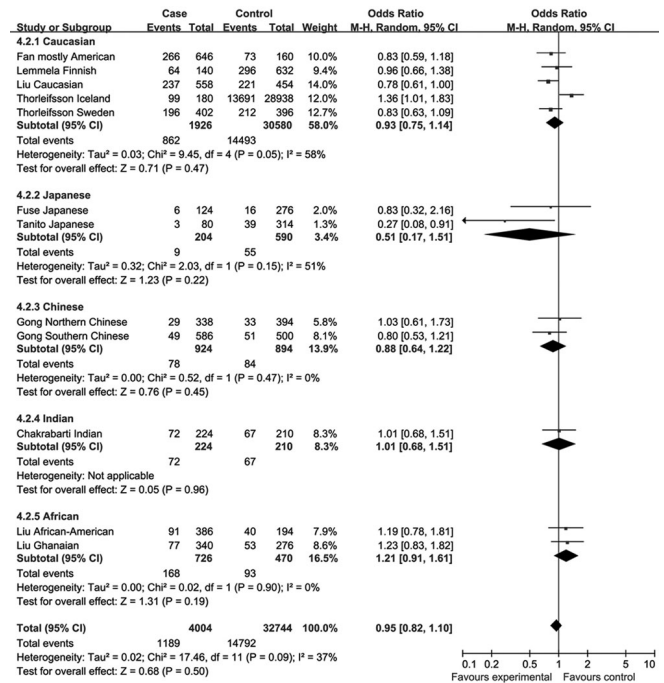 Case Control Odds Ratio Odds Ratio
Study or Subgroup Events Total Events Total Weight M-H, Random, 95% CI M-H, Random, 95% CI
4.2.1 Caucasian
Fan mostly American 266 646 73 160 10.0% 0.83 [0.59, 1.18]
Lemmela Finnish 64 140 296 632 9.4% 0.96 [0.66, 1.38]
Liu Caucasian 237 558 221 454 14.0% 0.78 [0.61, 1.00]
Thorleifsson Iceland 99 180 13691 28938 12.0% 1.36 [1.01, 1.83]
Thorleifsson Sweden 196 402 212 396 12.7% 0.83 [0.63, 1.09]
Subtotal (95% CI) 1926 30580 58.0% 0.93 [0.75, 1.14]
Total events 862 14493
Heterogeneity: Tau² = 0.03; Chi² = 9.45, df = 4 (P = 0.05); I² = 58%
Test for overall effect: Z = 0.71 (P = 0.47)
4.2.2 Japanese
Fuse Japanese 6 124 16 276 2.0% 0.83 [0.32, 2.16]
Tanito Japanese 3 80 39 314 1.3% 0.27 [0.08, 0.91]
Subtotal (95% CI) 204 590 3.4% 0.51 [0.17, 1.51]
Total events 9 55
Heterogeneity: Tau² = 0.32; Chi² = 2.03, df = 1 (P = 0.15); I² = 51%
Test for overall effect: Z = 1.23 (P = 0.22)
4.2.3 Chinese
Gong Northern Chinese 29 338 33 394 5.8% 1.03 [0.61, 1.73]
Gong Southern Chinese 49 586 51 500 8.1% 0.80 [0.53, 1.21]
Subtotal (95% CI) 924 894 13.9% 0.88 [0.64, 1.22]
Total events 78 84
Heterogeneity: Tau² = 0.00; Chi² = 0.52, df = 1 (P = 0.47); I² = 0%
Test for overall effect: Z = 0.76 (P = 0.45)
4.2.4 Indian
Chakrabarti Indian 72 224 67 210 8.3% 1.01 [0.68, 1.51]
Subtotal (95% CI) 224 210 8.3% 1.01 [0.68, 1.51]
Total events 72 67
Heterogeneity: Not applicable
Test for overall effect: Z = 0.05 (P = 0.96)
4.2.5 African
Liu African-American 91 386 40 194 7.9% 1.19 [0.78, 1.81]
Liu Ghanaian 77 340 53 276 8.6% 1.23 [0.83, 1.82]
Subtotal (95% CI) 726 470 16.5% 1.21 [0.91, 1.61]
Total events 168 93
Heterogeneity: Tau² = 0.00; Chi² = 0.02, df = 1 (P = 0.90); I² = 0%
Test for overall effect: Z = 1.31 (P = 0.19)
Total (95% CI) 4004 32744 100.0% 0.95 [0.82, 1.10]
Total events 1189 14792
Heterogeneity: Tau² = 0.02; Chi² = 17.46, df = 11 (P = 0.09); I² = 37%
Test for overall effect: Z = 0.68 (P = 0.50)
0.1 0.2 0.5 1 2 5 10
Favours experimental Favours control